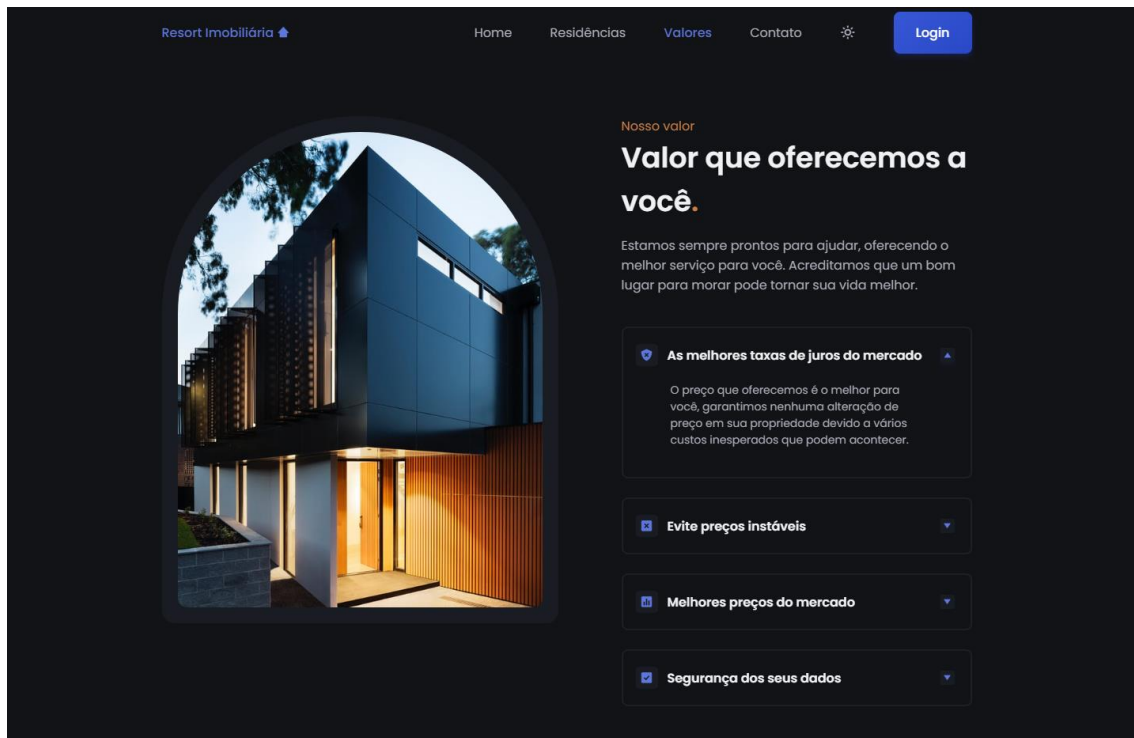 Resort Imobiliária
Home Residências Valores Contato Login
Nosso valor
Valor que oferecemos a
você.
Estamos sempre prontos para ajudar, oferecendo o
melhor serviço para você. Acreditamos que um bom
lugar para morar pode tornar sua vida melhor.
As melhores taxas de juros do mercado
O preço que oferecemos é o melhor para
você, garantimos nenhuma alteração de
preço em sua propriedade devido a vários
custos inesperados que podem acontecer.
Evite preços instáveis
Melhores preços do mercado
Segurança dos seus dados